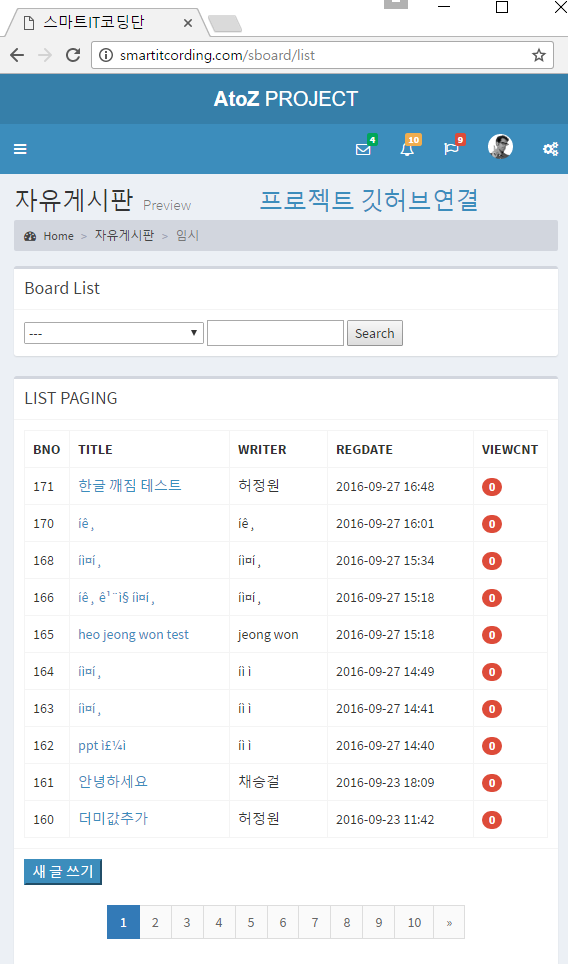 스마트IT코딩단
smartitcording.com/sboard/list
AtoZ PROJECT
4 10 9
자유게시판 Preview 프로젝트 깃허브연결
Home > 자유게시판 > 임시
Board List
--- Search
LIST PAGING
BNO TITLE WRITER REGDATE VIEWCNT
171 한글 깨짐 테스트 허정원 2016-09-27 16:48 0
170 íê¸ íê¸ 2016-09-27 16:01 0
168 íì¤í¸ íì¤í¸ 2016-09-27 15:34 0
166 íê¸ ê¹¨ì§ íì¤í¸ íì¤í¸ 2016-09-27 15:18 0
165 heo jeong won test jeong won 2016-09-27 15:18 0
164 íì¤í¸ íì ì 2016-09-27 14:49 0
163 íì¤í¸ íì ì 2016-09-27 14:41 0
162 ppt ì£¼ì íì ì 2016-09-27 14:40 0
161 안녕하세요 채승걸 2016-09-23 18:09 0
160 더미값추가 허정원 2016-09-23 11:42 0
새 글 쓰기
1 2 3 4 5 6 7 8 9 10 »